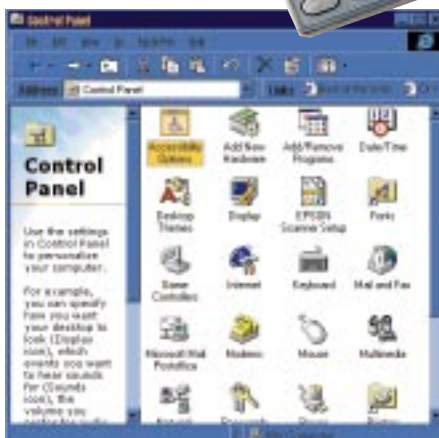 Control Panel
Address Control Panel
Links
Control
Panel
Use the settings
in Control Panel
to personalize
your computer.
For example,
you can specify
how you want
your desktop to
look (Display
icon), which
events you want
to hear sounds
for (Sounds
icon), the
volume you
Accessibility
Options
Add New
Hardware
Add/Remove
Programs
Date/Time
Desktop
Themes
Display
EPSON
Scanner Setup
Fonts
Game
Controllers
Internet
Keyboard
Mail and Fax
Microsoft Mail
Postoffice
Modems
Mouse
Multimedia